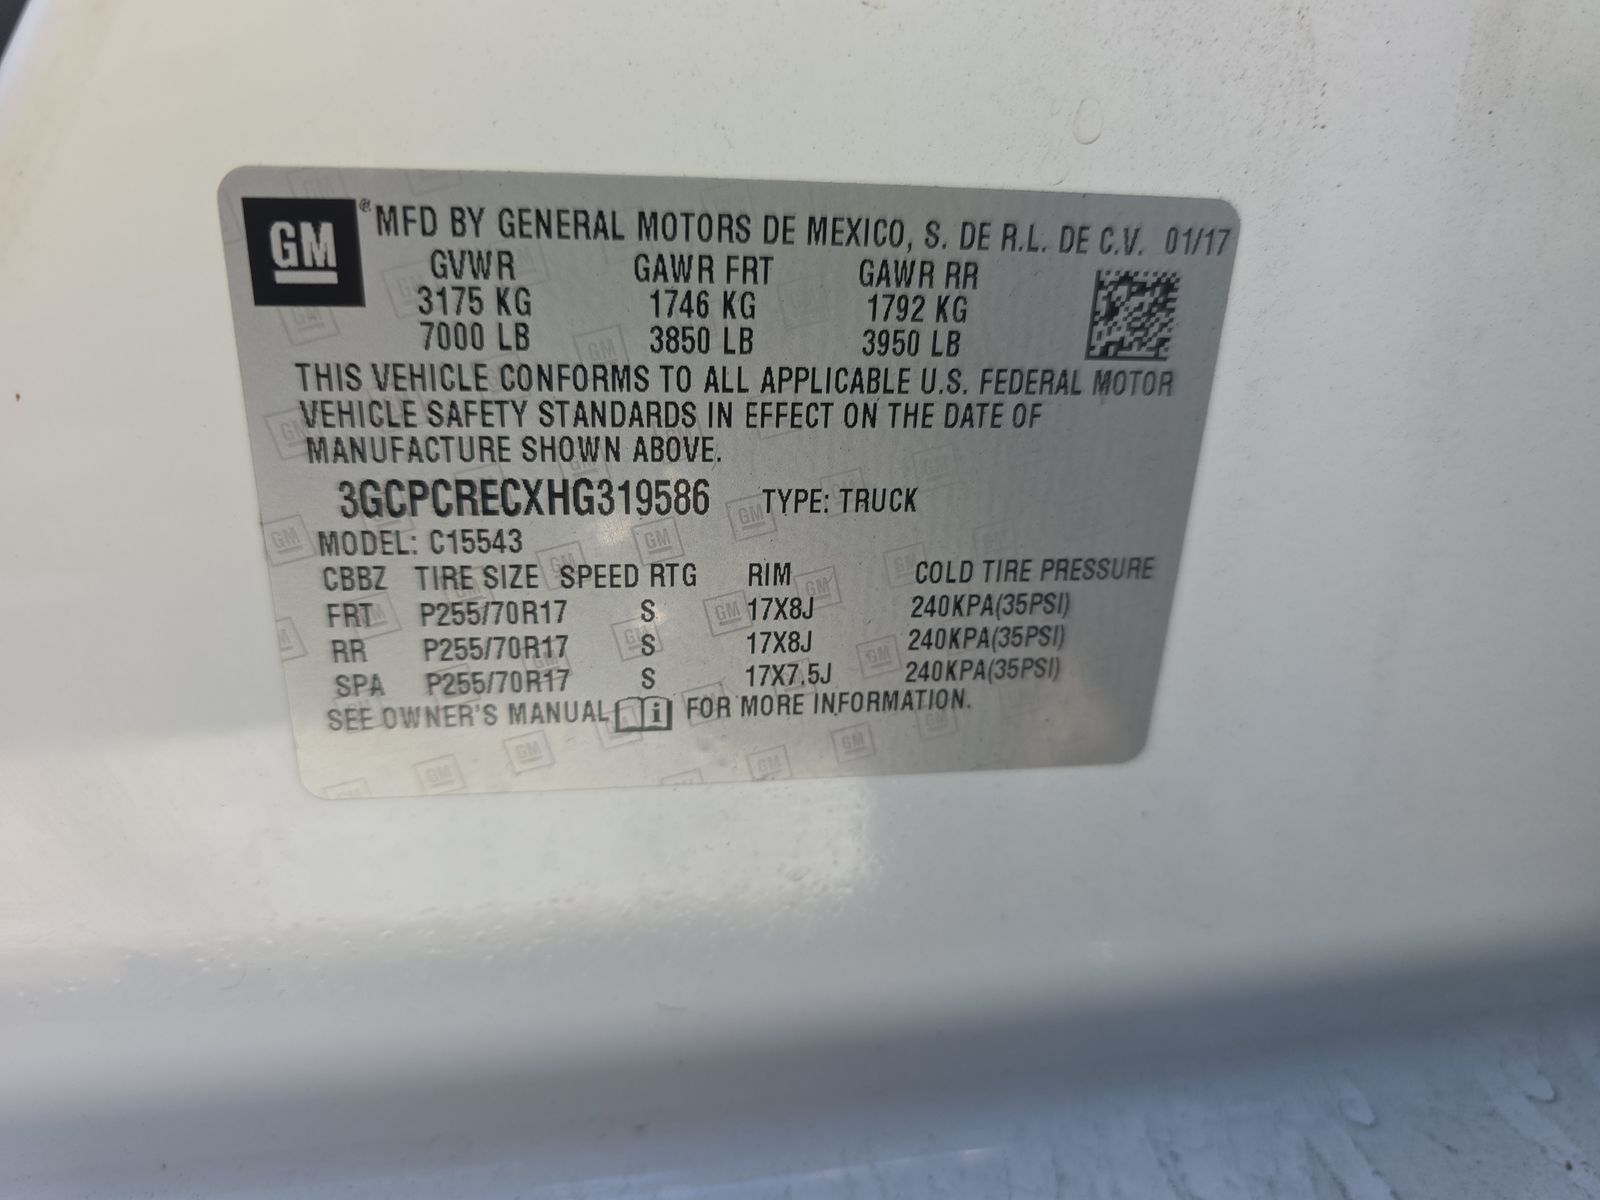 GM ® MFD BY GENERAL MOTORS DE MEXICO, S. DE R.L. DE C.V. 01/17
GVWR GAWR FRT GAWR RR
3175 KG 1746 KG 1792 KG
7000 LB 3850 LB 3950 LB
THIS VEHICLE CONFORMS TO ALL APPLICABLE U.S. FEDERAL MOTOR
VEHICLE SAFETY STANDARDS IN EFFECT ON THE DATE OF
MANUFACTURE SHOWN ABOVE.
3GCPCRECXHG319586 TYPE: TRUCK
MODEL: C15543
CBBZ TIRE SIZE SPEED RTG RIM COLD TIRE PRESSURE
FRT P255/70R17 S 17X8J 240KPA(35PSI)
RR P255/70R17 S 17X8J 240KPA(35PSI)
SPA P255/70R17 S 17X7.5J 240KPA(35PSI)
SEE OWNER'S MANUAL i FOR MORE INFORMATION.